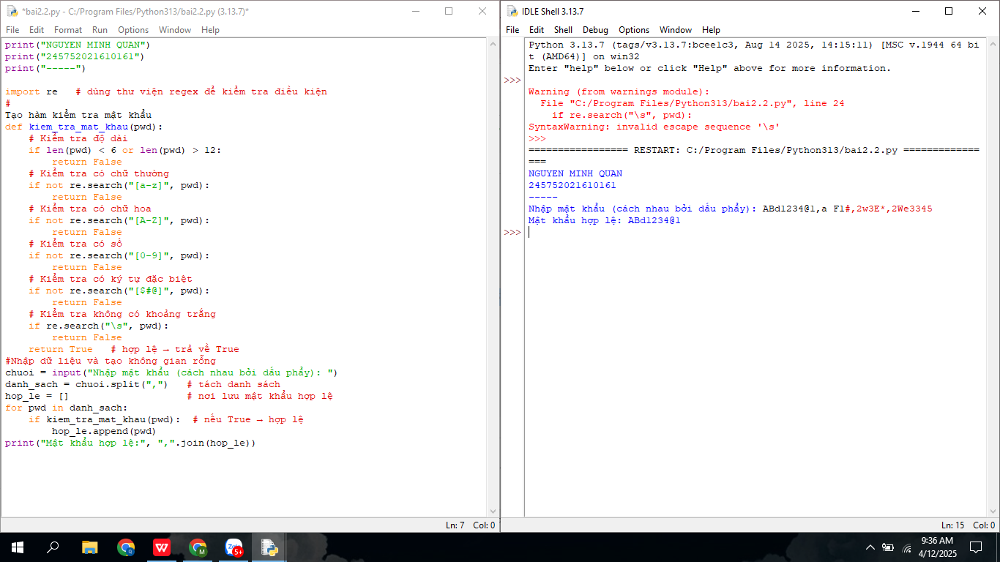 *bai2.2.py - C:/Program Files/Python313/bai2.2.py (3.13.7)*
File Edit Format Run Options Window Help
print("NGUYEN MINH QUAN")
print("245752021610161")
print("-----")
import re   # dùng thư viện regex để kiểm tra điều kiện
#
Tạo hàm kiểm tra mật khẩu
def kiem_tra_mat_khau(pwd):
    # Kiểm tra độ dài
    if len(pwd) < 6 or len(pwd) > 12:
        return False
    # Kiểm tra có chữ thường
    if not re.search("[a-z]", pwd):
        return False
    # Kiểm tra có chữ hoa
    if not re.search("[A-Z]", pwd):
        return False
    # Kiểm tra có số
    if not re.search("[0-9]", pwd):
        return False
    # Kiểm tra có ký tự đặc biệt
    if not re.search("[$#@]", pwd):
        return False
    # Kiểm tra không có khoảng trắng
    if re.search("\s", pwd):
        return False
    return True   # hợp lệ → trả về True
#Nhập dữ liệu và tạo không gian rỗng
chuoi = input("Nhập mật khẩu (cách nhau bởi dấu phẩy): ")
danh_sach = chuoi.split(",")   # tách danh sách
hop_le = []                    # nơi lưu mật khẩu hợp lệ
for pwd in danh_sach:
    if kiem_tra_mat_khau(pwd):  # nếu True → hợp lệ
        hop_le.append(pwd)
print("Mật khẩu hợp lệ:", ",".join(hop_le))
Ln: 7 Col: 0
IDLE Shell 3.13.7
File Edit Shell Debug Options Window Help
Python 3.13.7 (tags/v3.13.7:bcee1c3, Aug 14 2025, 14:15:11) [MSC v.1944 64 bi
t (AMD64)] on win32
Enter "help" below or click "Help" above for more information.
>>>
Warning (from warnings module):
  File "C:/Program Files/Python313/bai2.2.py", line 24
    if re.search("\s", pwd):
SyntaxWarning: invalid escape sequence '\s'
>>>
================= RESTART: C:/Program Files/Python313/bai2.2.py =============
===
NGUYEN MINH QUAN
245752021610161
-----
Nhập mật khẩu (cách nhau bởi dấu phẩy): ABd1234@1,a F1#,2w3E*,2We3345
Mật khẩu hợp lệ: ABd1234@1
>>>
Ln: 15 Col: 0
5+
9:36 AM
4/12/2025